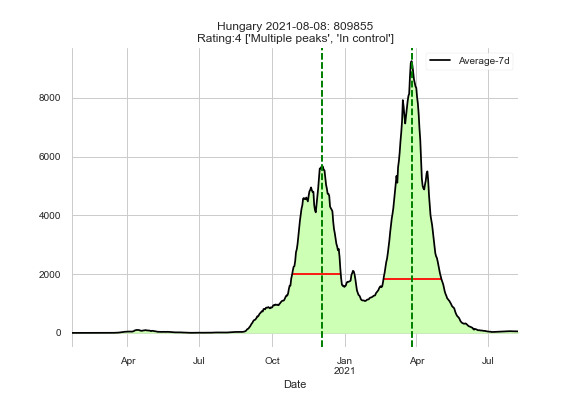 Hungary 2021-08-08: 809855
Rating:4 ['Multiple peaks', 'In control']
Average-7d
8000
6000
4000
2000
0
Apr
Jul
Oct
Jan
2021
Apr
Jul
Date